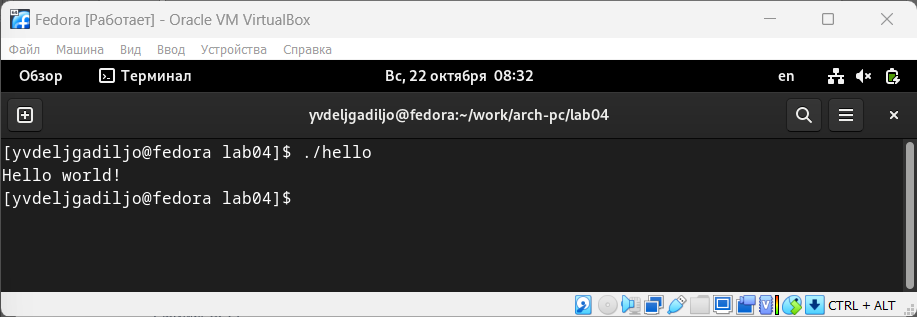 Fedora [Работает] - Oracle VM VirtualBox
Файл Машина Вид Ввод Устройства Справка
Обзор Терминал Вс, 22 октября 08:32 en
yvdeljgadiljo@fedora:~/work/arch-pc/lab04
[yvdeljgadiljo@fedora lab04]$ ./hello
Hello world!
[yvdeljgadiljo@fedora lab04]$
CTRL + ALT